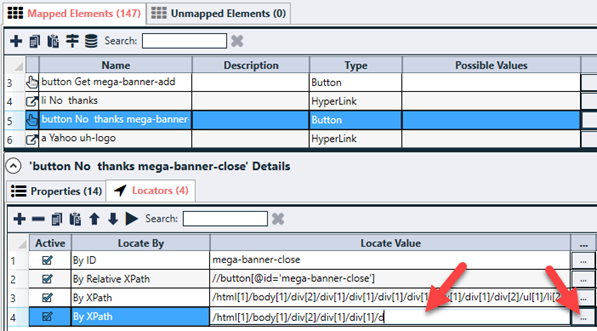 Mapped Elements (147) Unmapped Elements (0)
Search:
Name Description Type Possible Values
3 button Get mega-banner-add Button
4 li No thanks HyperLink
5 button No thanks mega-banner- Button
6 a Yahoo uh-logo HyperLink
'button No thanks mega-banner-close' Details
Properties (14) Locators (4)
Search:
Active Locate By Locate Value ...
1 By ID mega-banner-close ...
2 By Relative XPath //button[@id='mega-banner-close'] ...
3 By XPath /html[1]/body[1]/div[2]/div[1]/div[1]/div[1]/div[1]/div[2]/ul[1]/li[2 ...
4 By XPath /html[1]/body[1]/div[2]/div[1]/div[1]/d ...